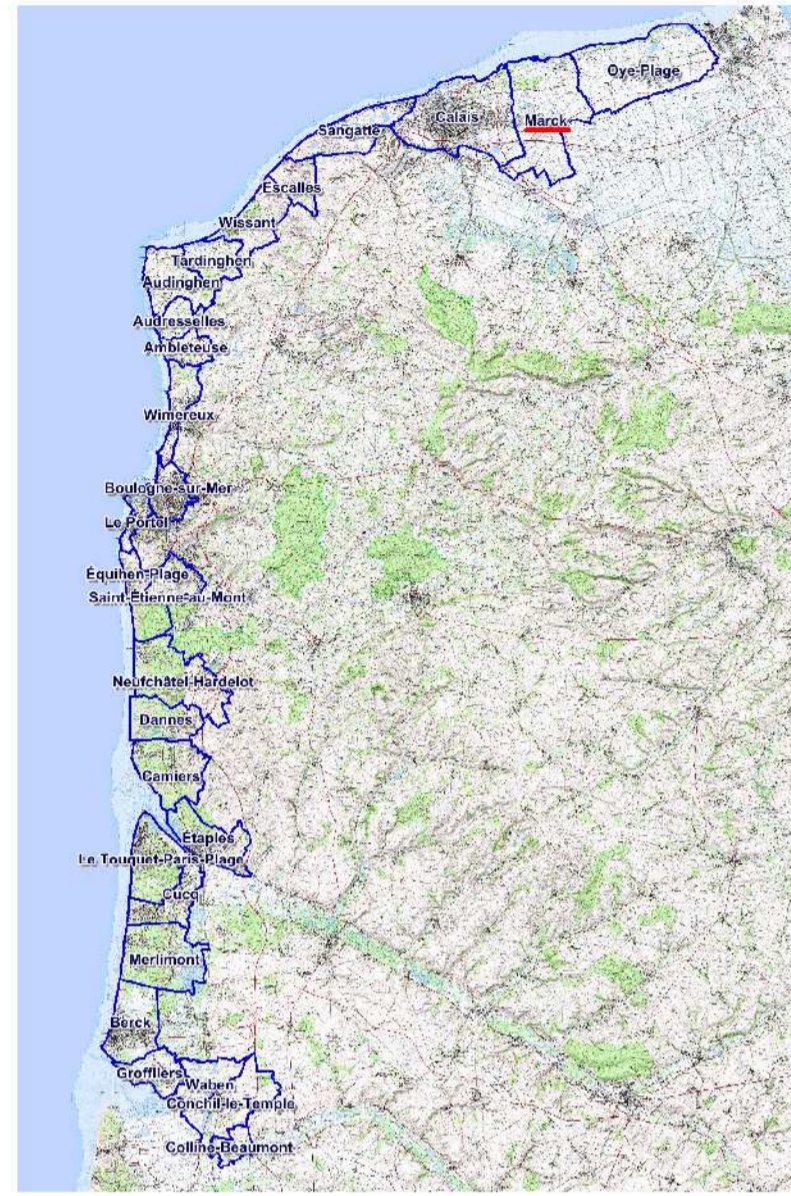 Oye-Plage
Marck
Calais
Sangatte
Escalles
Wissant
Tardinghen
Audinghen
Audresselles
Ambleteuse
Wimereux
Boulogne-sur-Mer
Le Portel
Équihen-Plage
Saint-Étienne-au-Mont
Neufchâtel-Hardelot
Dannes
Camiers
Étaples
Le Touquet-Paris-Plage
Cucq
Merlimont
Berck
Groffliers
Waben
Conchil-le-Temple
Colline-Beaumont